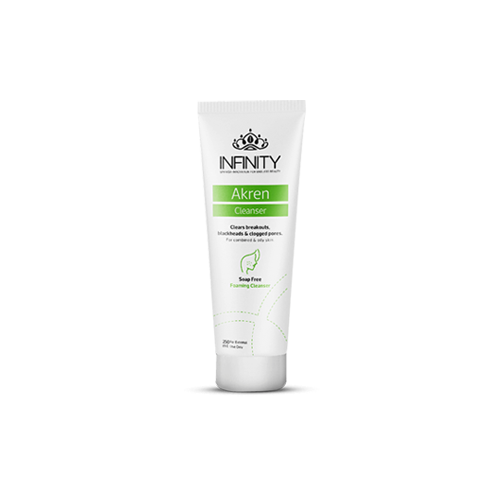 INFINITY
Akren
Cleanser
Clears breakouts,
blackheads & clogged pores.
For combined & oily skin
Soap Free
Foaming Cleanser